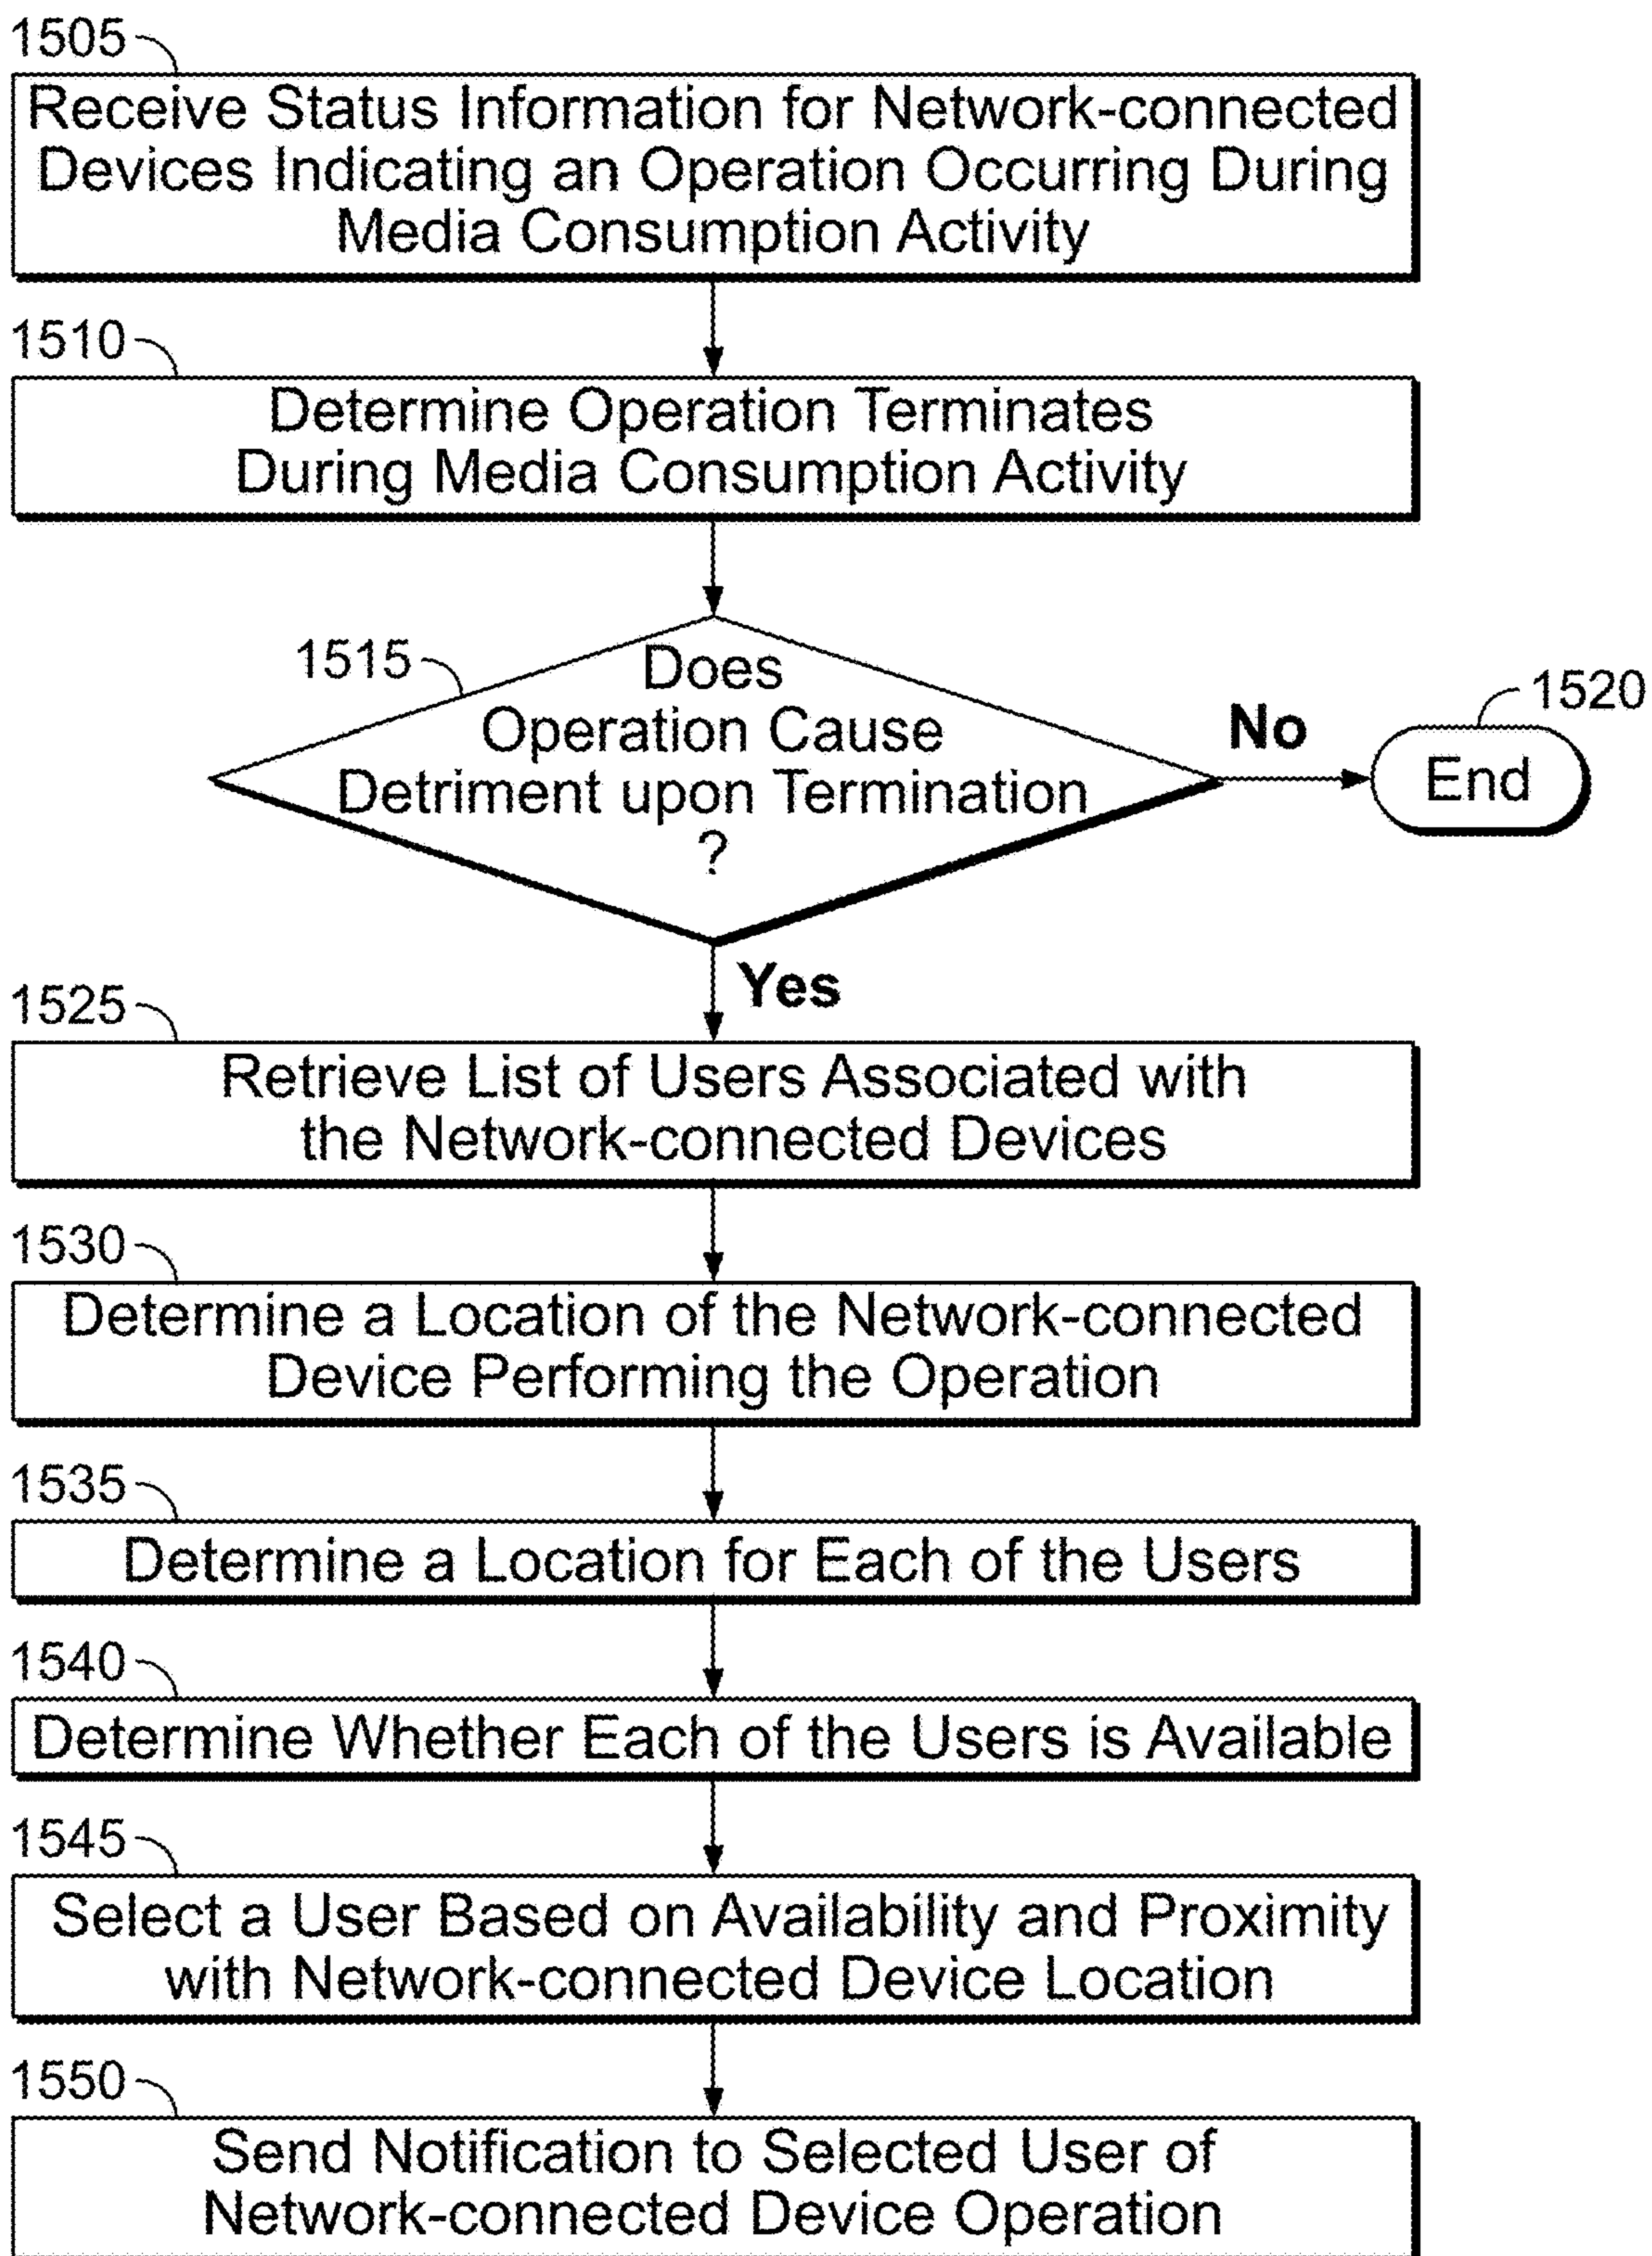 1505
Receive Status Information for Network-connected
Devices Indicating an Operation Occurring During
Media Consumption Activity
1510
Determine Operation Terminates
During Media Consumption Activity
1515
Does
Operation Cause
Detriment upon Termination
?
No
1520
End
Yes
1525
Retrieve List of Users Associated with
the Network-connected Devices
1530
Determine a Location of the Network-connected
Device Performing the Operation
1535
Determine a Location for Each of the Users
1540
Determine Whether Each of the Users is Available
1545
Select a User Based on Availability and Proximity
with Network-connected Device Location
1550
Send Notification to Selected User of
Network-connected Device Operation